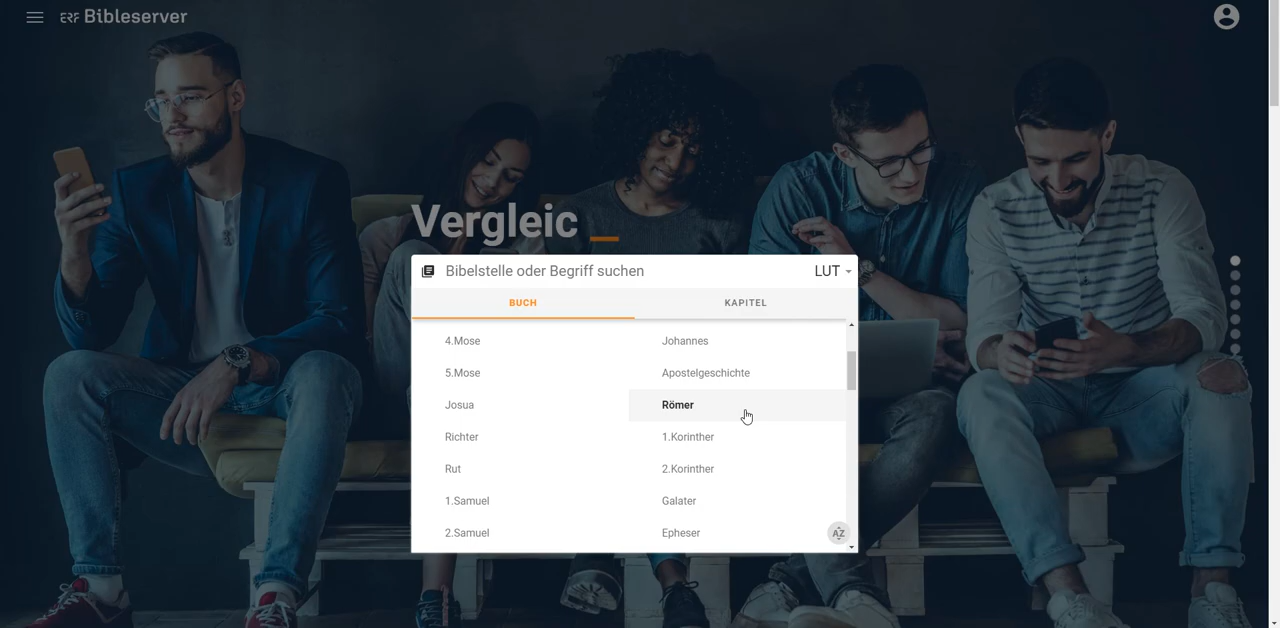 ERF Bibleserver
Vergleic _
Bibelstelle oder Begriff suchen
LUT
BUCH
KAPITEL
4.Mose
Johannes
5.Mose
Apostelgeschichte
Josua
Römer
Richter
1.Korinther
Rut
2.Korinther
1.Samuel
Galater
2.Samuel
Epheser
AZ